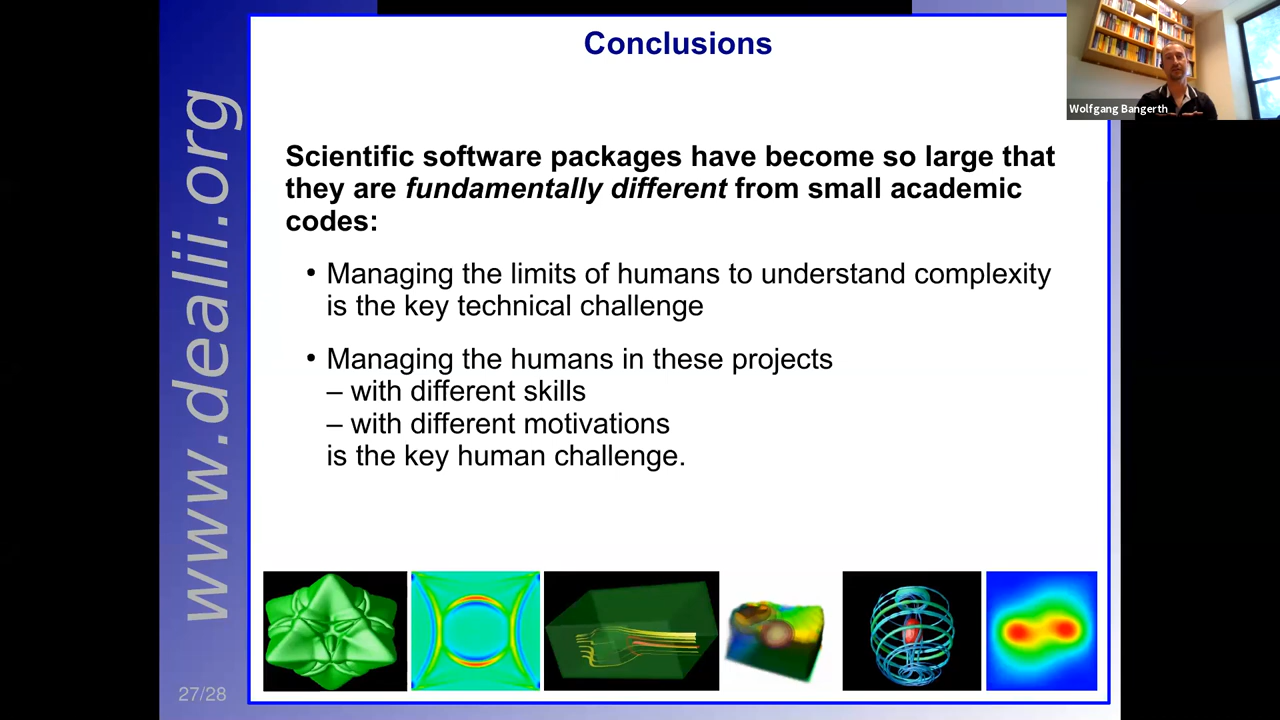 Conclusions
Wolfgang Bangerth
www.dealii.org
Scientific software packages have become so large that
they are fundamentally different from small academic
codes:
• Managing the limits of humans to understand complexity
is the key technical challenge
• Managing the humans in these projects
– with different skills
– with different motivations
is the key human challenge.
27/28